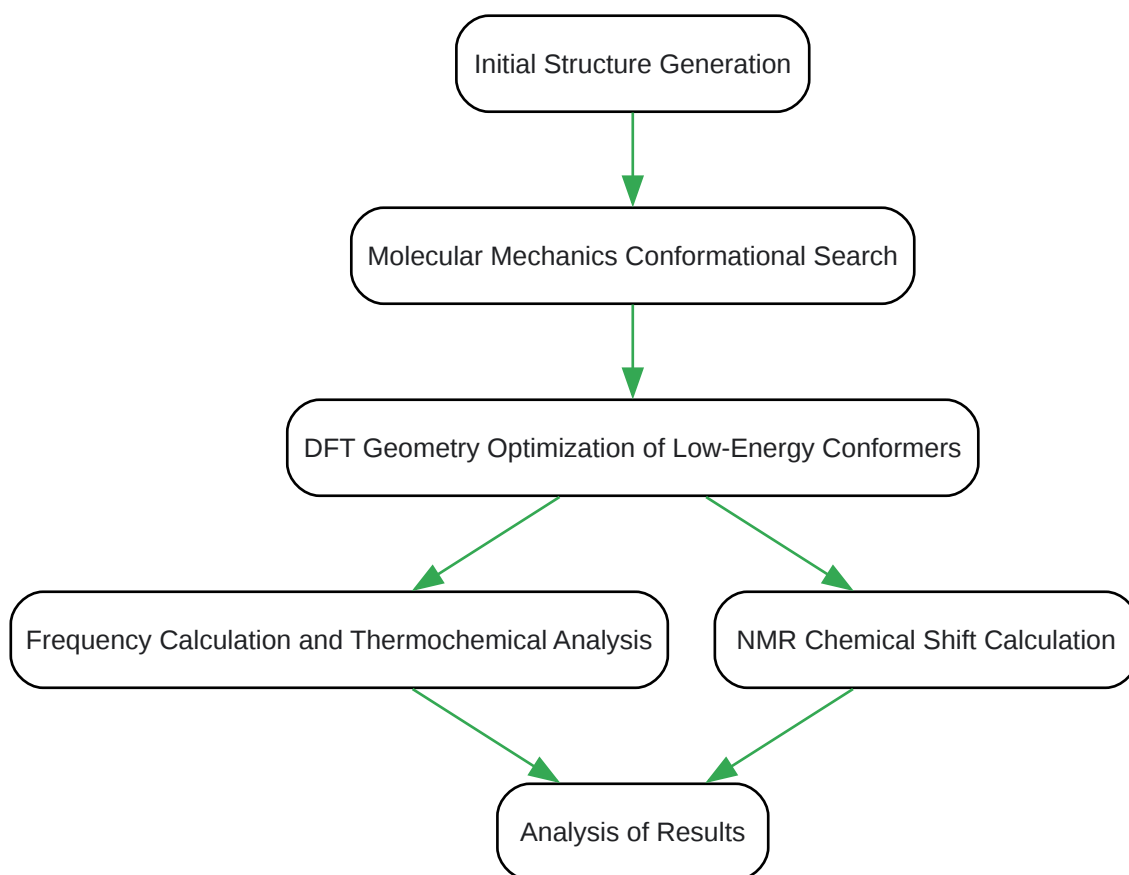 Initial Structure Generation
Molecular Mechanics Conformational Search
DFT Geometry Optimization of Low-Energy Conformers
Frequency Calculation and Thermochemical Analysis
NMR Chemical Shift Calculation
Analysis of Results